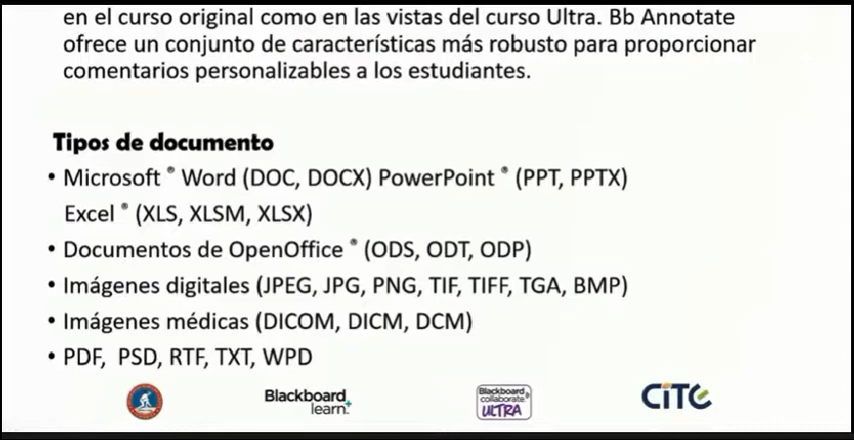 en el curso original como en las vistas del curso Ultra. Bb Annotate
ofrece un conjunto de características más robusto para proporcionar
comentarios personalizables a los estudiantes.
Tipos de documento
• Microsoft ® Word (DOC, DOCX) PowerPoint ® (PPT, PPTX)
Excel ® (XLS, XLSM, XLSX)
• Documentos de OpenOffice ® (ODS, ODT, ODP)
• Imágenes digitales (JPEG, JPG, PNG, TIF, TIFF, TGA, BMP)
• Imágenes médicas (DICOM, DICM, DCM)
• PDF, PSD, RTF, TXT, WPD
Blackboard
learn
Blackboard
collaborate
ULTRA
CiTe